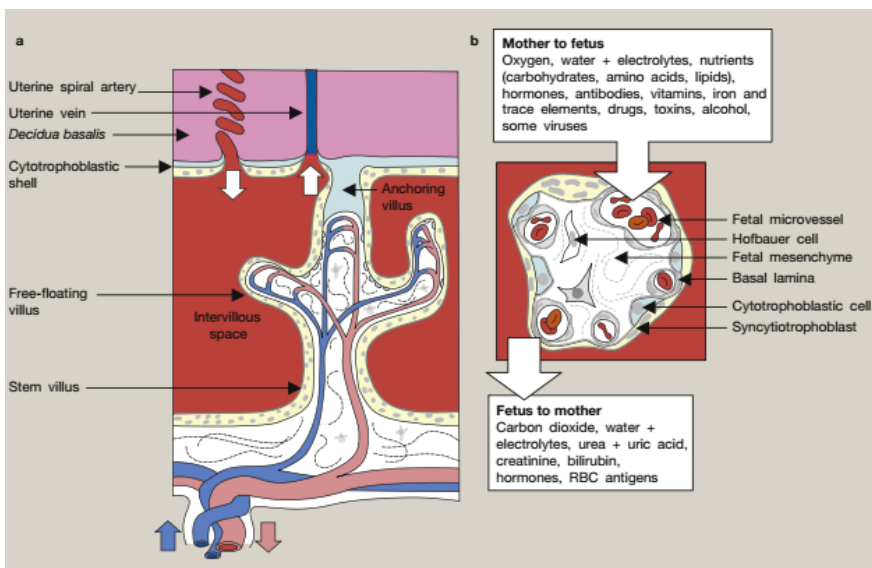 a
Uterine spiral artery
Uterine vein
Decidua basalis
Cytotrophoblastic
shell
Free-floating
villus
Stem villus
Anchoring
villus
Intervillous
space
b
Mother to fetus
Oxygen, water + electrolytes, nutrients
(carbohydrates, amino acids, lipids),
hormones, antibodies, vitamins, iron and
trace elements, drugs, toxins, alcohol,
some viruses
Fetal microvessel
Hofbauer cell
Fetal mesenchyme
Basal lamina
Cytotrophoblastic cell
Syncytiotrophoblast
Fetus to mother
Carbon dioxide, water +
electrolytes, urea + uric acid,
creatinine, bilirubin,
hormones, RBC antigens